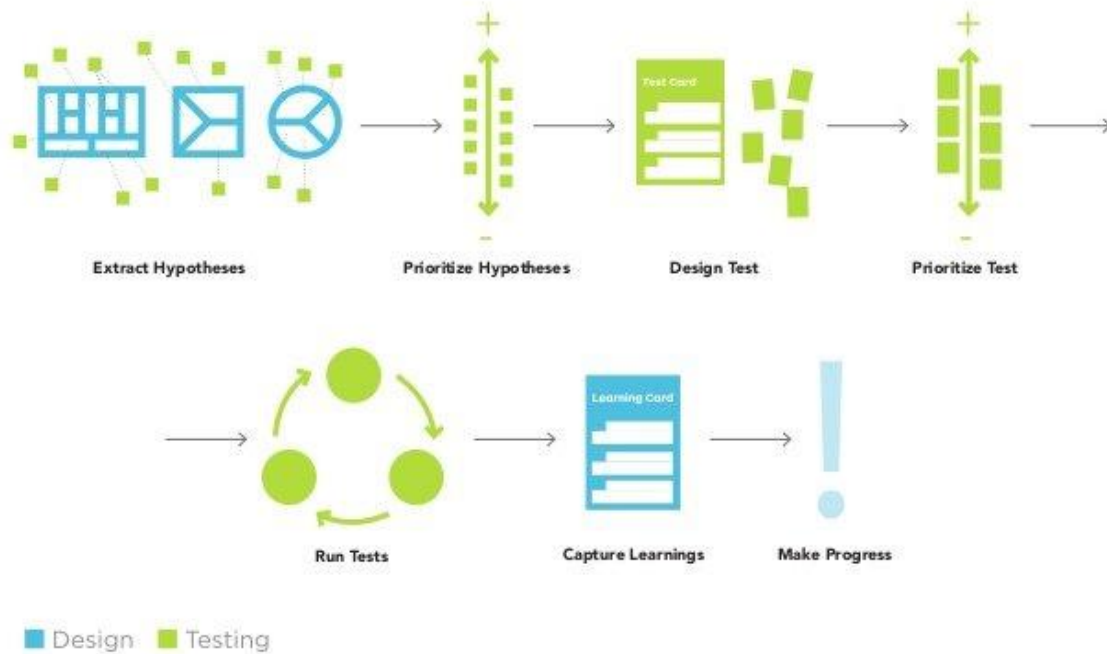 +
+
Test Card
-
-
Extract Hypotheses
Prioritize Hypotheses
Design Test
Prioritize Test
Learning Card
Run Tests
Capture Learnings
Make Progress
Design
Testing